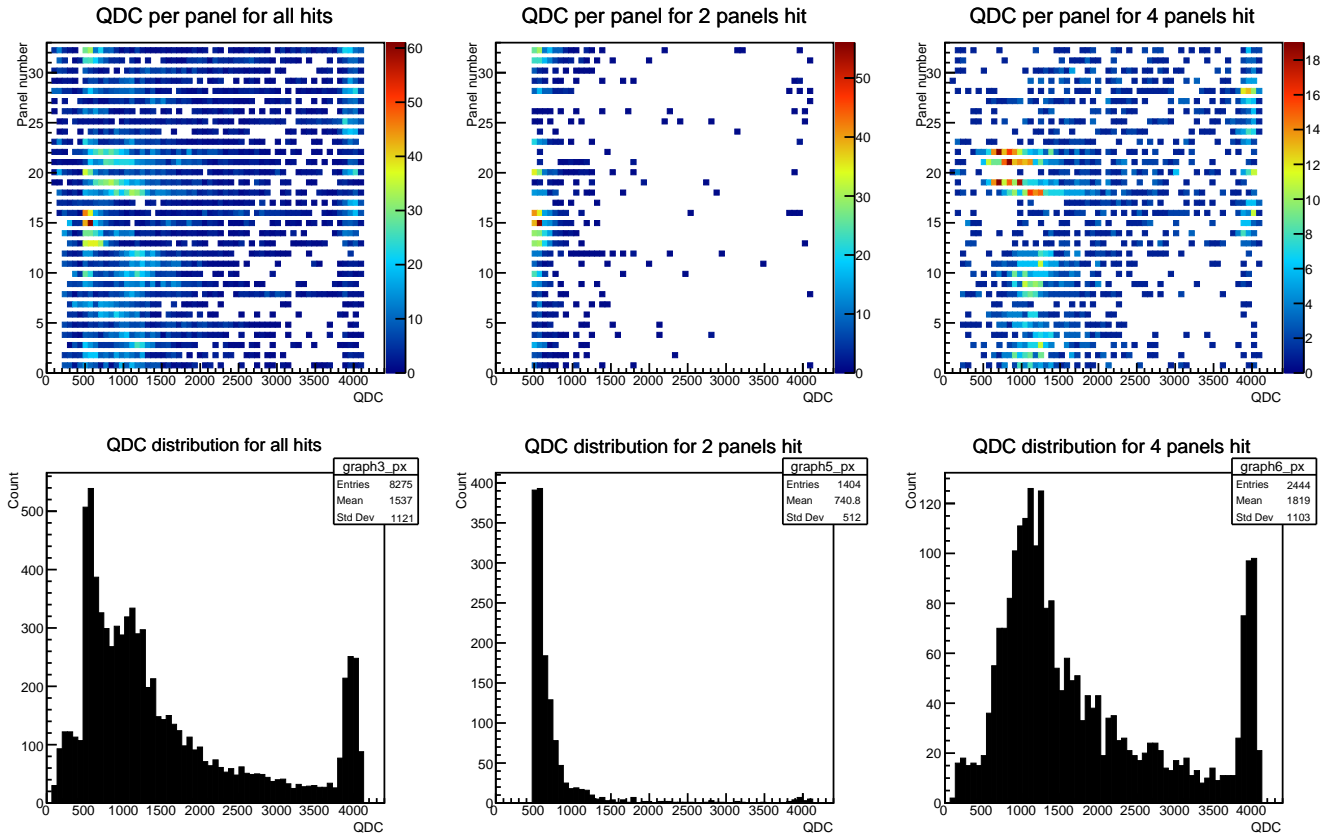 QDC per panel for all hits
Panel number
30
25
20
15
10
5
0
0 500 1000 1500 2000 2500 3000 3500 4000
QDC
60
50
40
30
20
10
0
QDC per panel for 2 panels hit
Panel number
30
25
20
15
10
5
0
0 500 1000 1500 2000 2500 3000 3500 4000
QDC
50
40
30
20
10
0
QDC per panel for 4 panels hit
Panel number
30
25
20
15
10
5
0
0 500 1000 1500 2000 2500 3000 3500 4000
QDC
18
16
14
12
10
8
6
4
2
0
QDC distribution for all hits
graph3_px
Entries 8275
Mean 1537
Std Dev 1121
Count
500
400
300
200
100
0
0 500 1000 1500 2000 2500 3000 3500 4000
QDC
QDC distribution for 2 panels hit
graph5_px
Entries 1404
Mean 740.8
Std Dev 512
Count
400
350
300
250
200
150
100
50
0
0 500 1000 1500 2000 2500 3000 3500 4000
QDC
QDC distribution for 4 panels hit
graph6_px
Entries 2444
Mean 1819
Std Dev 1103
Count
120
100
80
60
40
20
0
0 500 1000 1500 2000 2500 3000 3500 4000
QDC